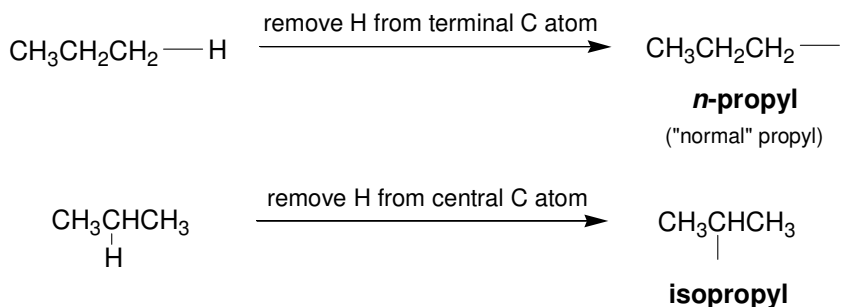 remove H from terminal C atom
CH₃CH₂CH₂—H
CH₃CH₂CH₂—
n-propyl
("normal" propyl)
remove H from central C atom
CH₃CHCH₃
H
CH₃CHCH₃
isopropyl